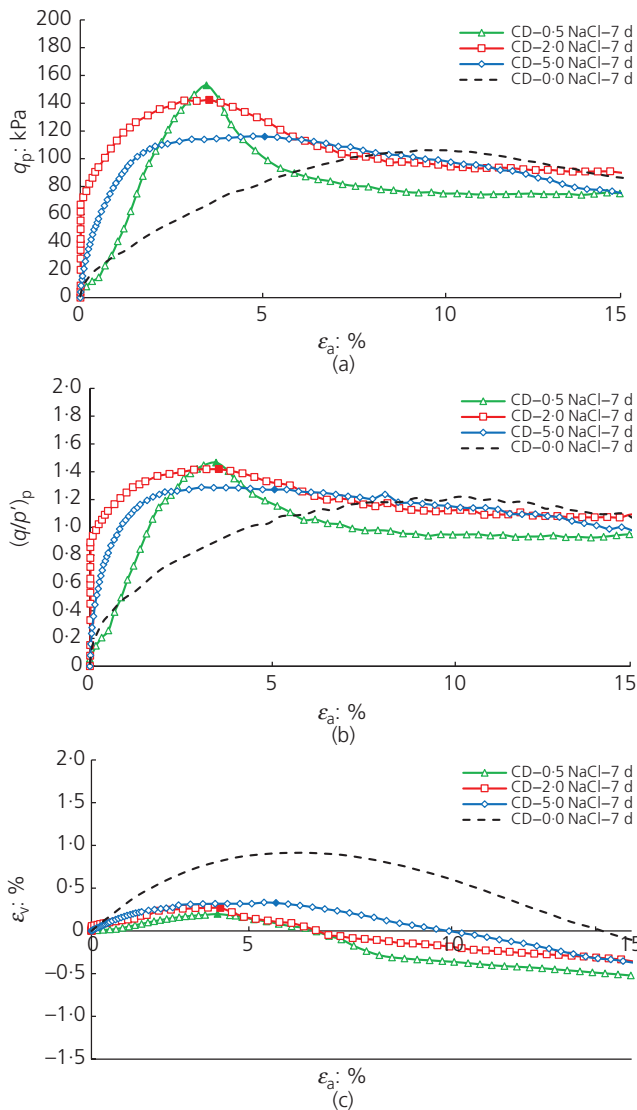 200
180
160
140
120
100
80
60
40
20
0
qp: kPa
CD–0·5 NaCl–7 d
CD–2·0 NaCl–7 d
CD–5·0 NaCl–7 d
CD–0·0 NaCl–7 d
0 5 10 15
εa: %
(a)
2·0
1·8
1·6
1·4
1·2
1·0
0·8
0·6
0·4
0·2
0
(q/p′)p
CD–0·5 NaCl–7 d
CD–2·0 NaCl–7 d
CD–5·0 NaCl–7 d
CD–0·0 NaCl–7 d
0 5 10 15
εa: %
(b)
2·0
1·5
1·0
0·5
0
–0·5
–1·0
–1·5
εv: %
CD–0·5 NaCl–7 d
CD–2·0 NaCl–7 d
CD–5·0 NaCl–7 d
CD–0·0 NaCl–7 d
0 5 10 15
εa: %
(c)